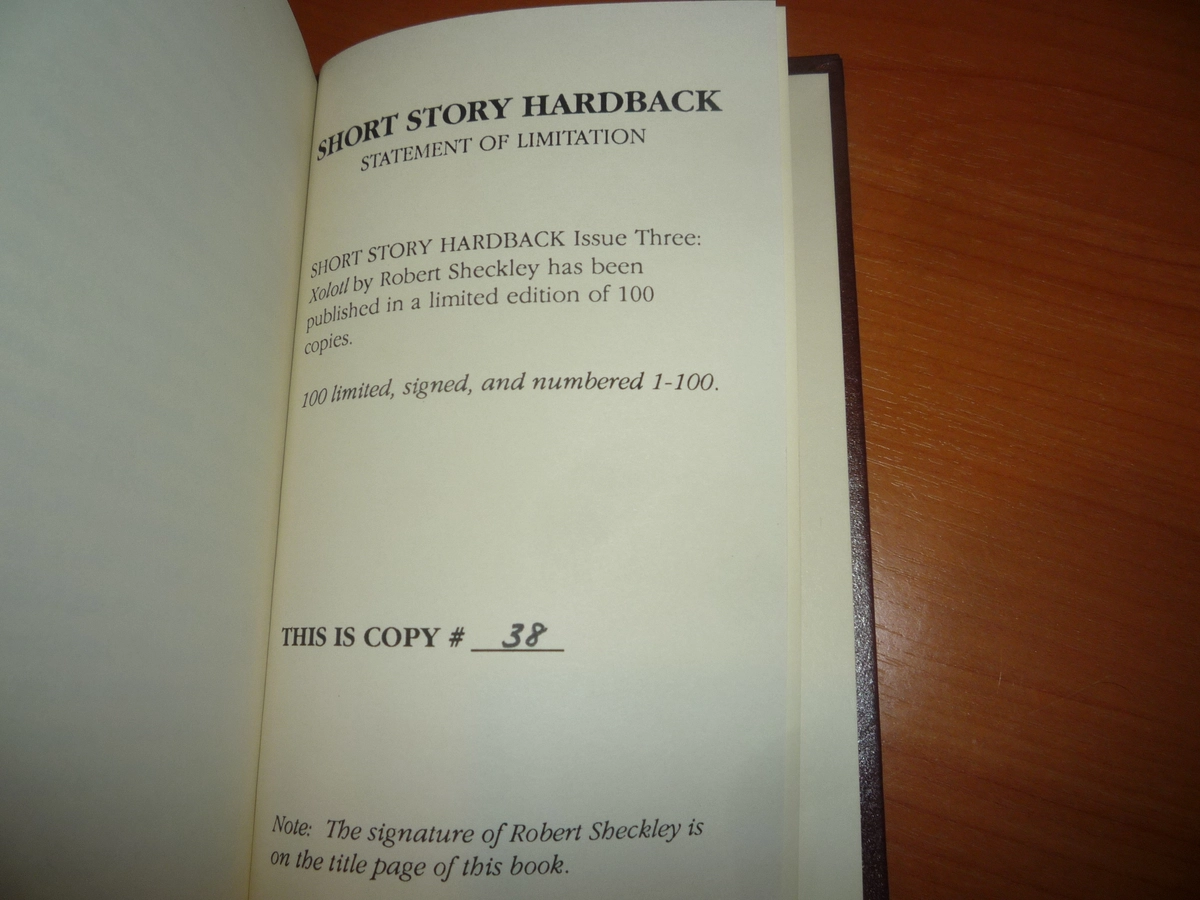 SHORT STORY HARDBACK
STATEMENT OF LIMITATION
SHORT STORY HARDBACK Issue Three:
Xolotl by Robert Sheckley has been
published in a limited edition of 100
copies.
100 limited, signed, and numbered 1-100.
THIS IS COPY # 38
Note: The signature of Robert Sheckley is
on the title page of this book.